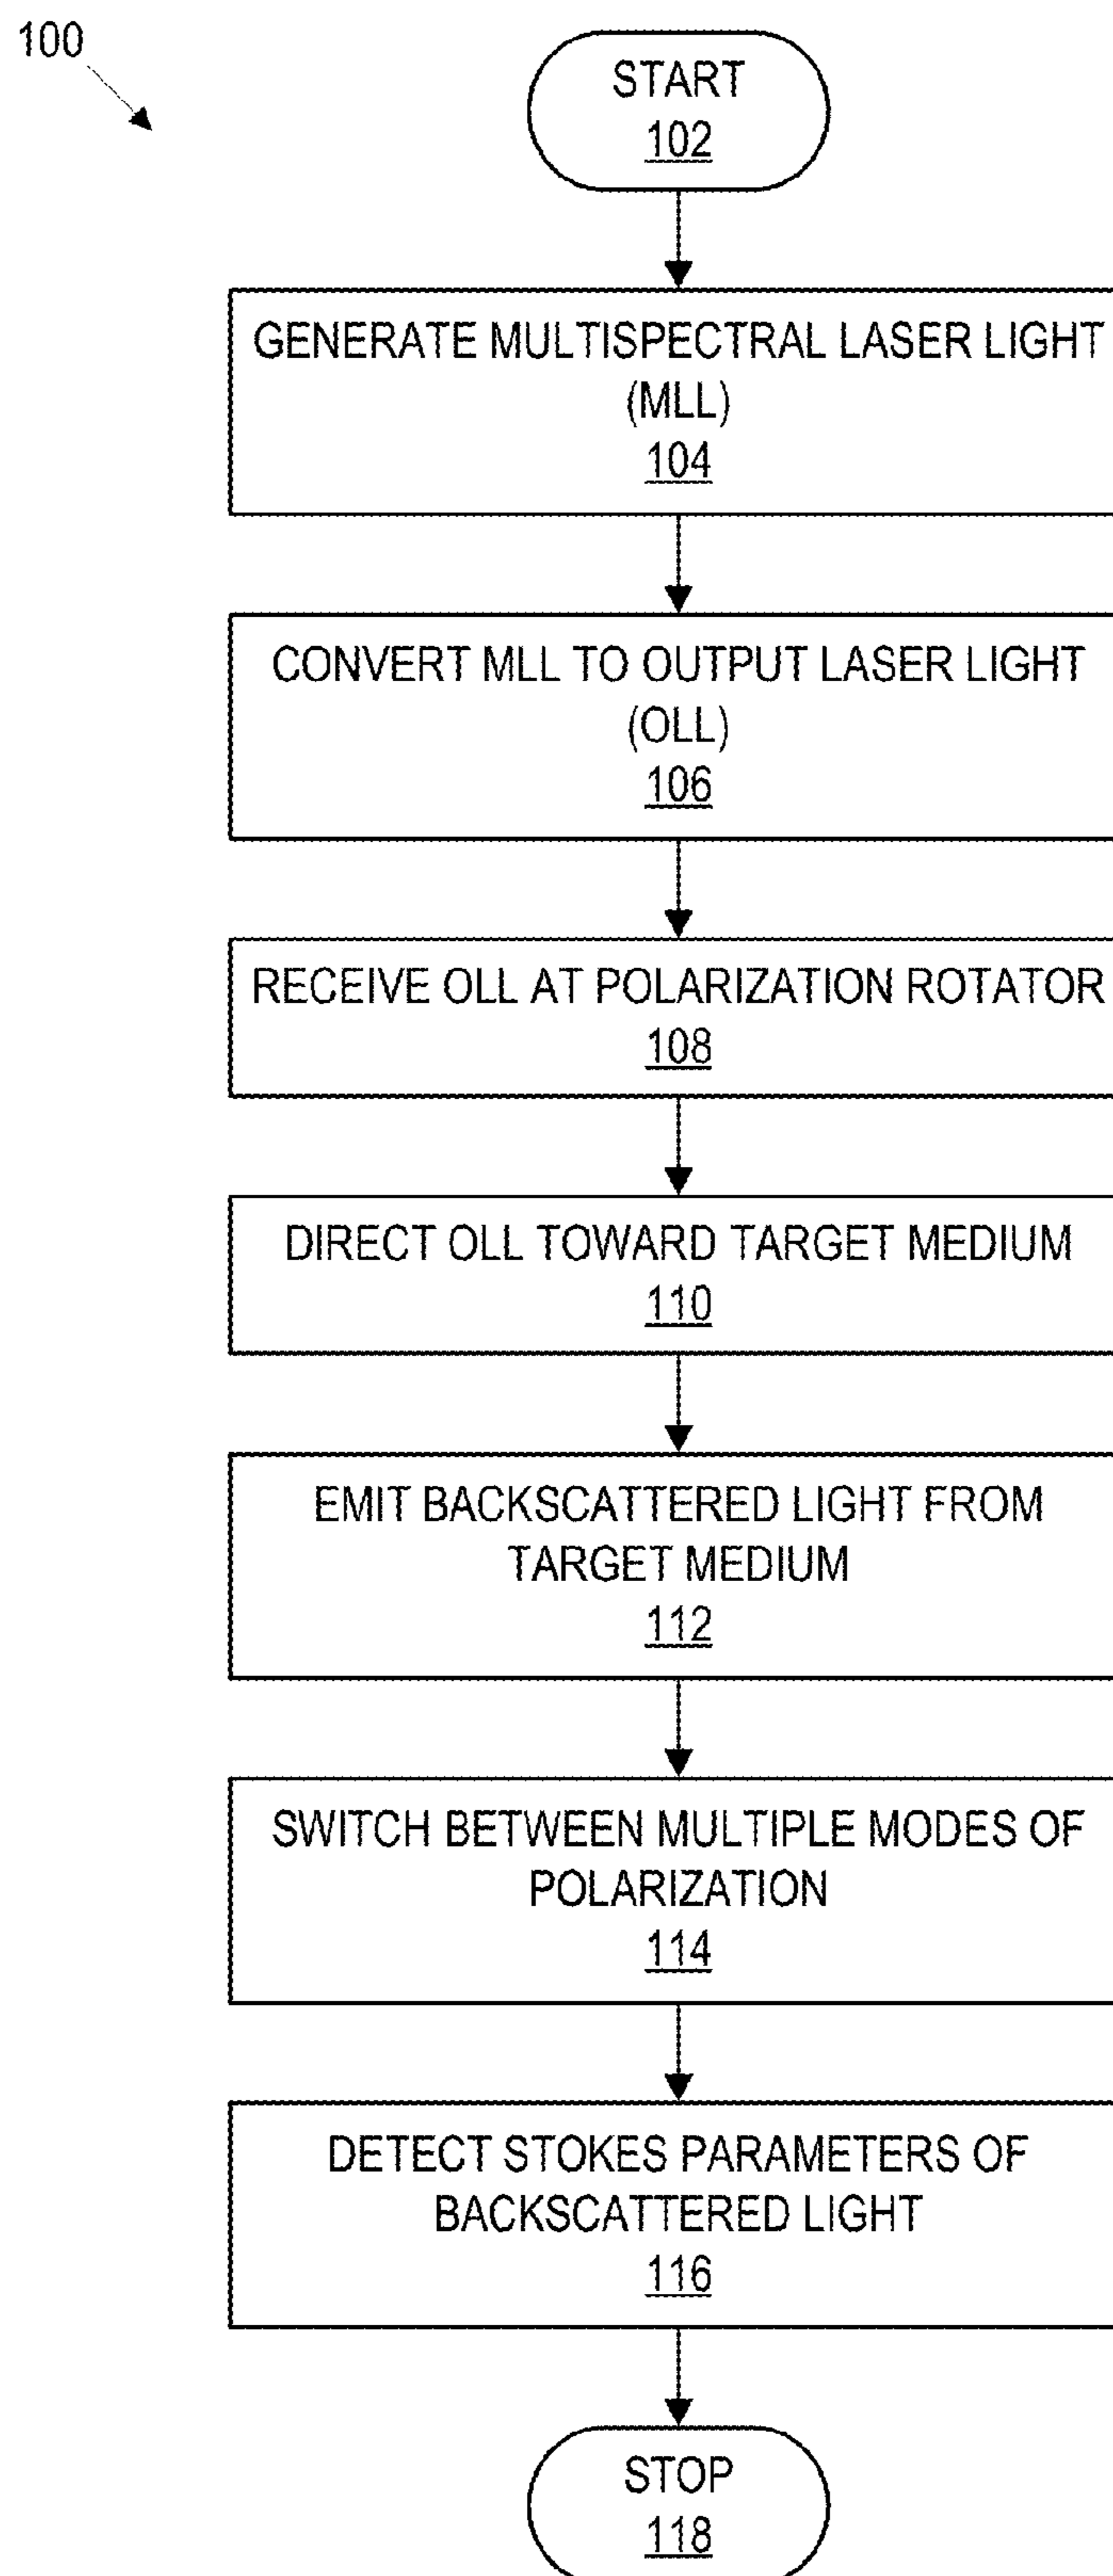 100
START
102
GENERATE MULTISPECTRAL LASER LIGHT
(MLL)
104
CONVERT MLL TO OUTPUT LASER LIGHT
(OLL)
106
RECEIVE OLL AT POLARIZATION ROTATOR
108
DIRECT OLL TOWARD TARGET MEDIUM
110
EMIT BACKSCATTERED LIGHT FROM
TARGET MEDIUM
112
SWITCH BETWEEN MULTIPLE MODES OF
POLARIZATION
114
DETECT STOKES PARAMETERS OF
BACKSCATTERED LIGHT
116
STOP
118